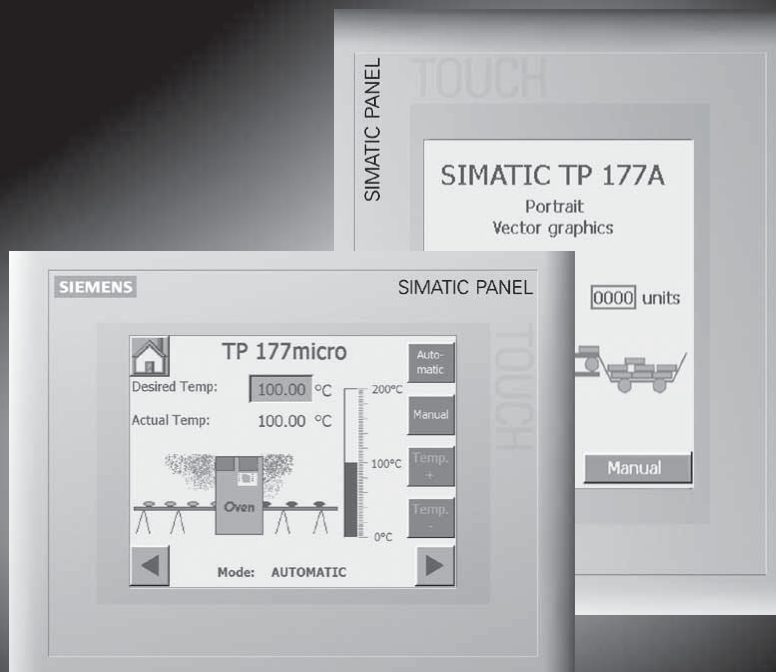 TOUCH
SIMATIC PANEL
SIMATIC TP 177A
Portrait
Vector graphics
0000 units
Manual
SIEMENS
SIMATIC PANEL
TOUCH
TP 177micro
Desired Temp: 100.00 °C
Actual Temp: 100.00 °C
200°C
100°C
0°C
Auto-
matic
Manual
Temp.
+
Temp.
-
Oven
Mode: AUTOMATIC